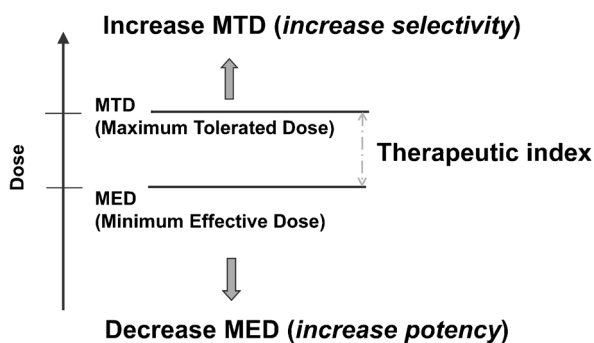 Increase MTD (increase selectivity)
MTD
(Maximum Tolerated Dose)
Therapeutic index
Dose
MED
(Minimum Effective Dose)
Decrease MED (increase potency)